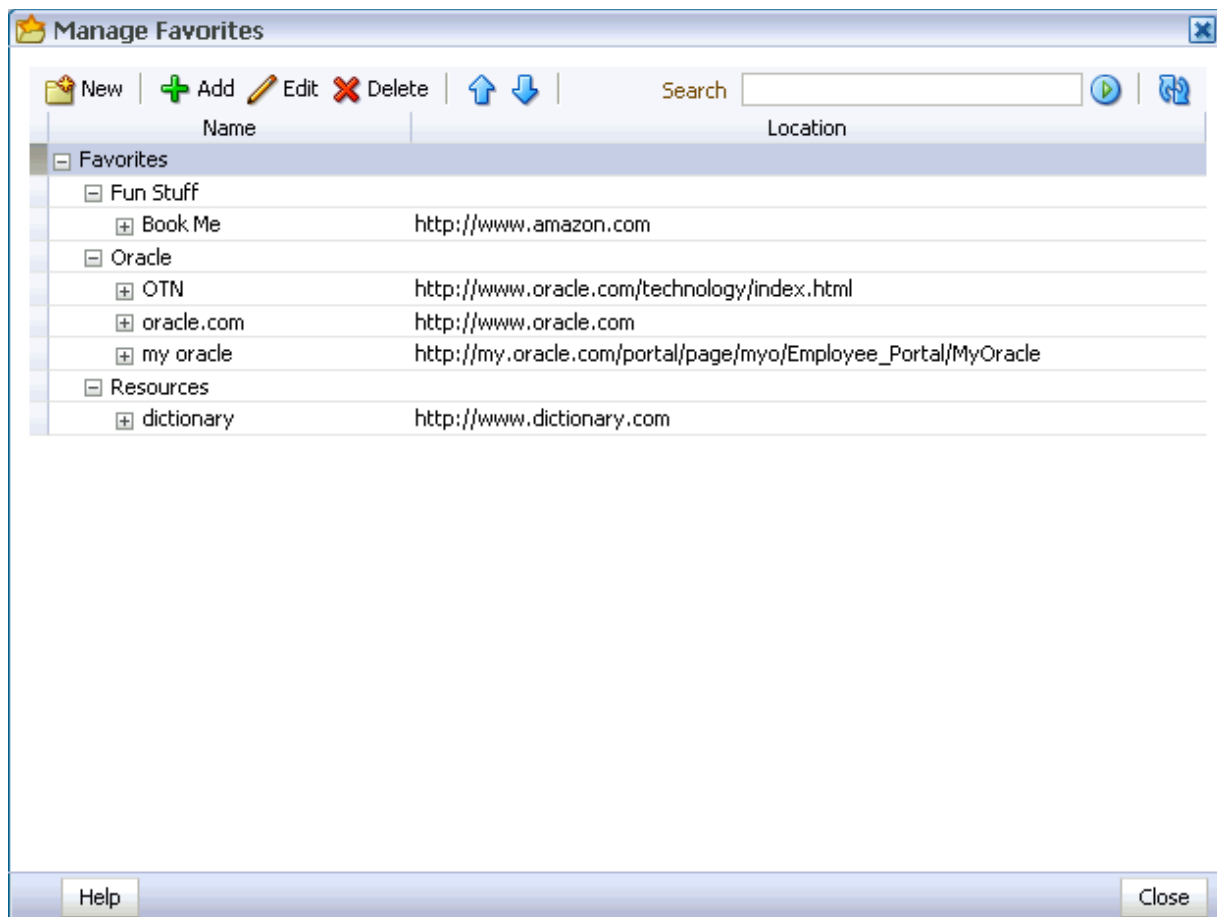 Manage Favorites
New Add Edit Delete Search
Name Location
Favorites
Fun Stuff
Book Me http://www.amazon.com
Oracle
OTN http://www.oracle.com/technology/index.html
oracle.com http://www.oracle.com
my oracle http://my.oracle.com/portal/page/myo/Employee_Portal/MyOracle
Resources
dictionary http://www.dictionary.com
Help Close